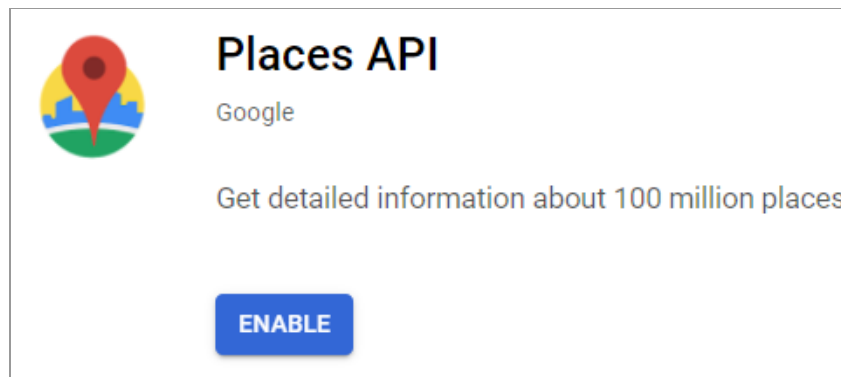 Places API
Google
Get detailed information about 100 million places
ENABLE